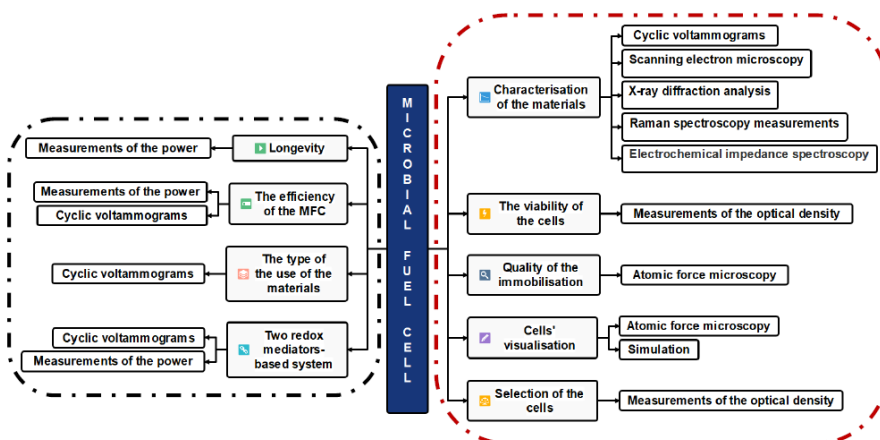 Measurements of the power
Longevity
Measurements of the power
Cyclic voltammograms
The efficiency
of the MFC
Cyclic voltammograms
The type of
the use of the
materials
Cyclic voltammograms
Measurements of the power
Two redox
mediators-
based system
MICROBIAL FUEL CELL
Characterisation
of the materials
Cyclic voltammograms
Scanning electron microscopy
X-ray diffraction analysis
Raman spectroscopy measurements
Electrochemical impedance spectroscopy
The viability of
the cells
Measurements of the optical density
Quality of the
immobilisation
Atomic force microscopy
Cells'
visualisation
Atomic force microscopy
Simulation
Selection of the
cells
Measurements of the optical density